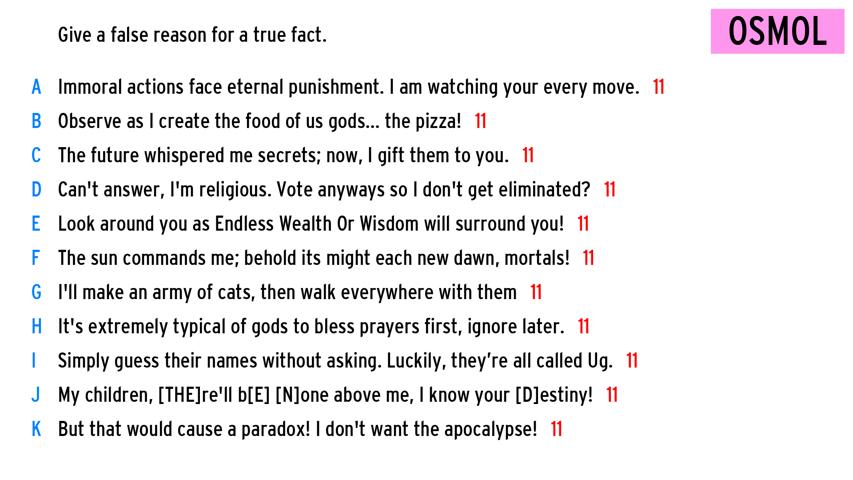 Give a false reason for a true fact.
OSMOL
A Immoral actions face eternal punishment. I am watching your every move. 11
B Observe as I create the food of us gods... the pizza! 11
C The future whispered me secrets; now, I gift them to you. 11
D Can't answer, I'm religious. Vote anyways so I don't get eliminated? 11
E Look around you as Endless Wealth Or Wisdom will surround you! 11
F The sun commands me; behold its might each new dawn, mortals! 11
G I'll make an army of cats, then walk everywhere with them 11
H It's extremely typical of gods to bless prayers first, ignore later. 11
I Simply guess their names without asking. Luckily, they’re all called Ug. 11
J My children, [THE]re'll b[E] [N]one above me, I know your [D]estiny! 11
K But that would cause a paradox! I don't want the apocalypse! 11